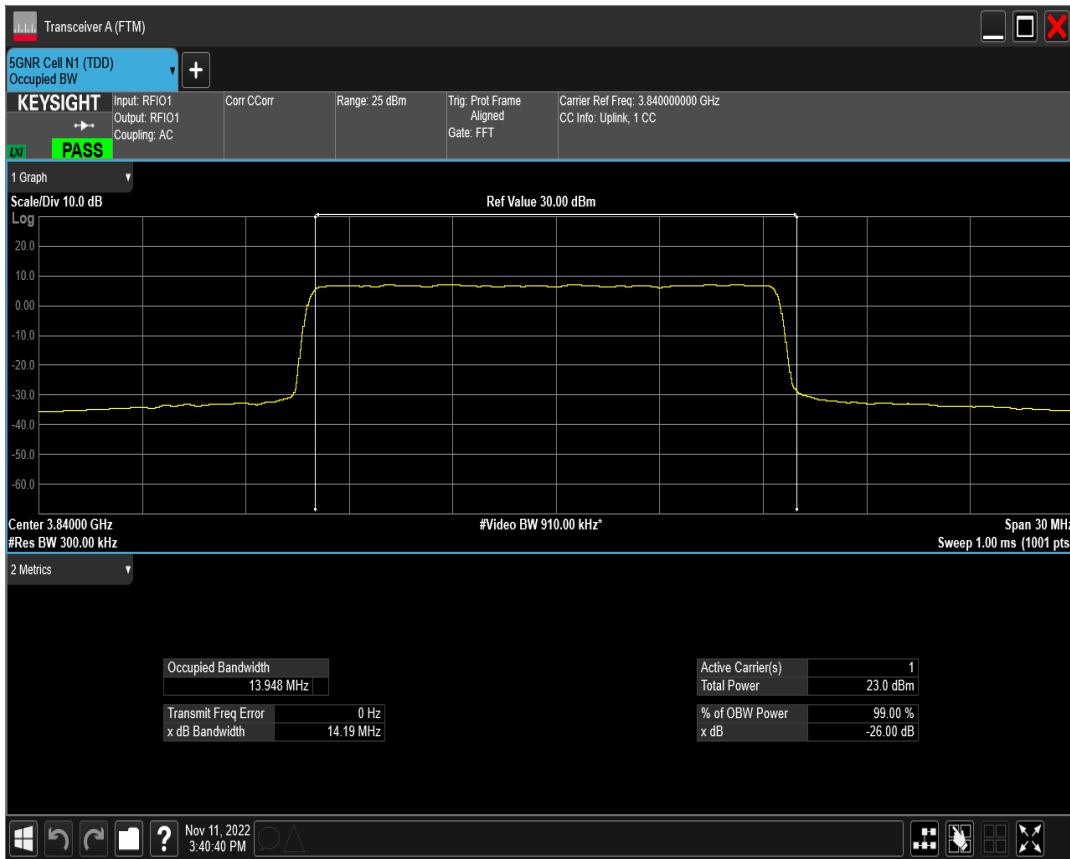 Transceiver A (FTM)
5GNR Cell N1 (TDD)
Occupied BW
+
KEYSIGHT
LXI
PASS
Input: RFIO1
Output: RFIO1
Coupling: AC
Corr CCorr
Range: 25 dBm
Trig: Prot Frame
Aligned
Gate: FFT
Carrier Ref Freq: 3.840000000 GHz
CC Info: Uplink, 1 CC
1 Graph
Scale/Div 10.0 dB
Ref Value 30.00 dBm
Log
20.0
10.0
0.00
-10.0
-20.0
-30.0
-40.0
-50.0
-60.0
Center 3.84000 GHz
#Video BW 910.00 kHz*
Span 30 MHz
#Res BW 300.00 kHz
Sweep 1.00 ms (1001 pts
2 Metrics
Occupied Bandwidth
13.948 MHz
Transmit Freq Error 0 Hz
x dB Bandwidth 14.19 MHz
Active Carrier(s) 1
Total Power 23.0 dBm
% of OBW Power 99.00 %
x dB -26.00 dB
?
Nov 11, 2022
3:40:40 PM